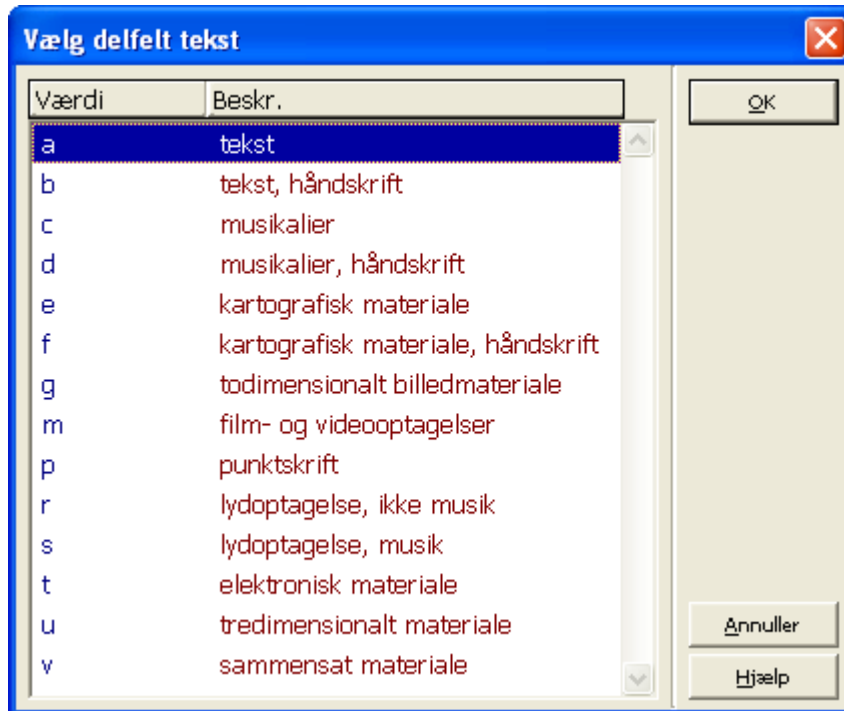 Vælg delfelt tekst
Værdi Beskr.
a tekst
b tekst, håndskrift
c musikalier
d musikalier, håndskrift
e kartografisk materiale
f kartografisk materiale, håndskrift
g todimensionalt billedmateriale
m film- og videooptagelser
p punktskrift
r lydoptagelse, ikke musik
s lydoptagelse, musik
t elektronisk materiale
u tredimensionalt materiale
v sammensat materiale
OK
Annuller
Hjælp